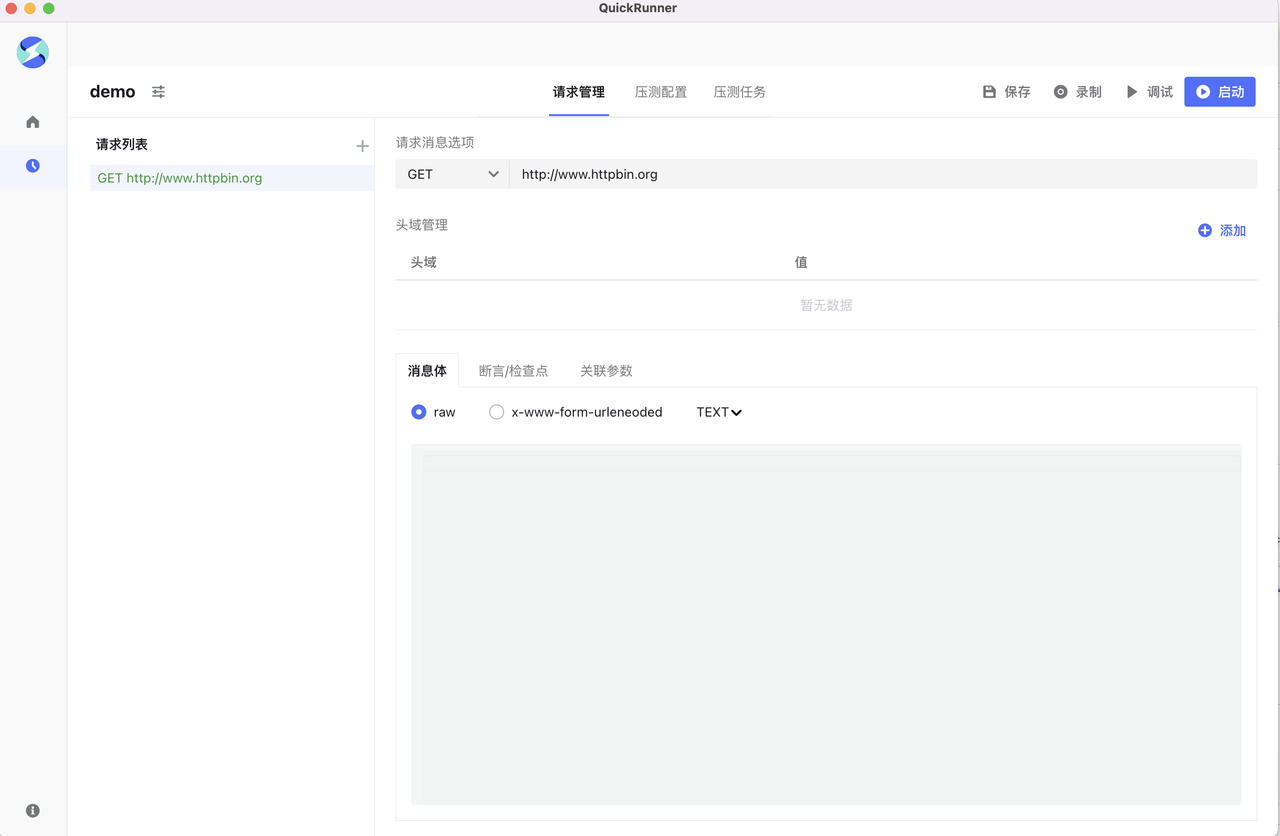 QuickRunner
demo
请求管理 压测配置 压测任务
保存 录制 调试 启动
请求列表
GET http://www.httpbin.org
请求消息选项
GET http://www.httpbin.org
头域管理
添加
头域 值
暂无数据
消息体 断言/检查点 关联参数
raw x-www-form-urleneoded TEXT